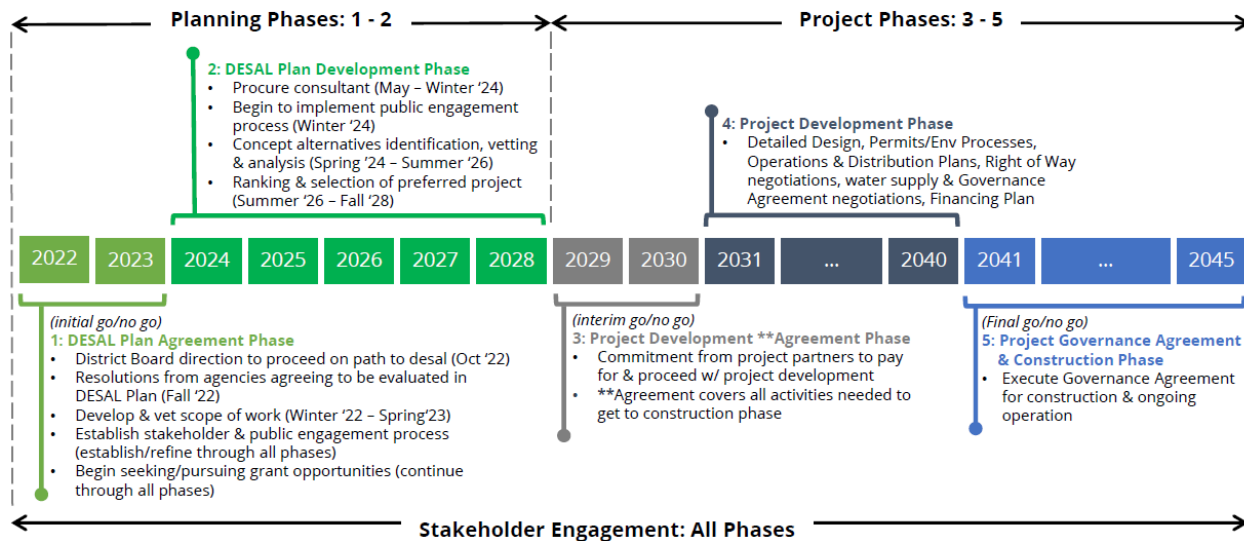 Planning Phases: 1 - 2
Project Phases: 3 - 5
2: DESAL Plan Development Phase
• Procure consultant (May – Winter ‘24)
• Begin to implement public engagement
process (Winter ‘24)
• Concept alternatives identification, vetting
& analysis (Spring ‘24 – Summer ‘26)
• Ranking & selection of preferred project
(Summer ‘26 – Fall ‘28)
4: Project Development Phase
• Detailed Design, Permits/Env Processes,
Operations & Distribution Plans, Right of Way
negotiations, water supply & Governance
Agreement negotiations, Financing Plan
2022 2023 2024 2025 2026 2027 2028 2029 2030 2031 ... 2040 2041 ... 2045
(initial go/no go)
1: DESAL Plan Agreement Phase
• District Board direction to proceed on path to desal (Oct ‘22)
• Resolutions from agencies agreeing to be evaluated in
DESAL Plan (Fall ‘22)
• Develop & vet scope of work (Winter ‘22 – Spring‘23)
• Establish stakeholder & public engagement process
(establish/refine through all phases)
• Begin seeking/pursuing grant opportunities (continue
through all phases)
(interim go/no go)
3: Project Development **Agreement Phase
• Commitment from project partners to pay
for & proceed w/ project development
• **Agreement covers all activities needed to
get to construction phase
(Final go/no go)
5: Project Governance Agreement
& Construction Phase
• Execute Governance Agreement
for construction & ongoing
operation
Stakeholder Engagement: All Phases